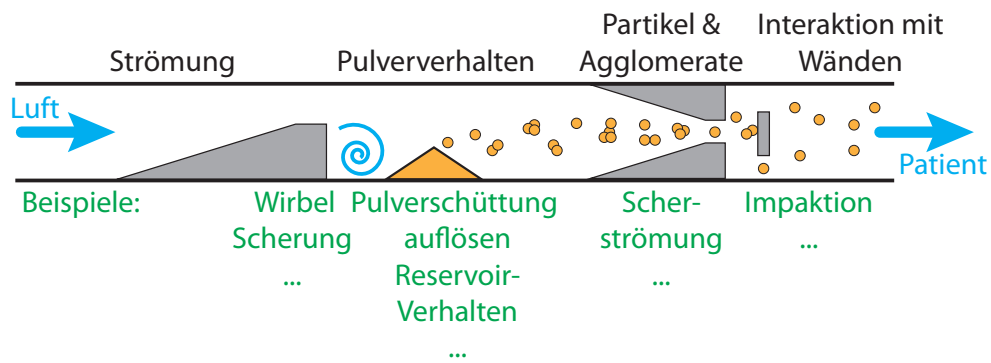 Strömung
Pulververhalten
Partikel &
Agglomerate
Interaktion mit
Wänden
Luft
Patient
Beispiele:
Wirbel
Scherung
...
Pulverschüttung
auflösen
Reservoir-
Verhalten
...
Scher-
strömung
...
Impaktion
...